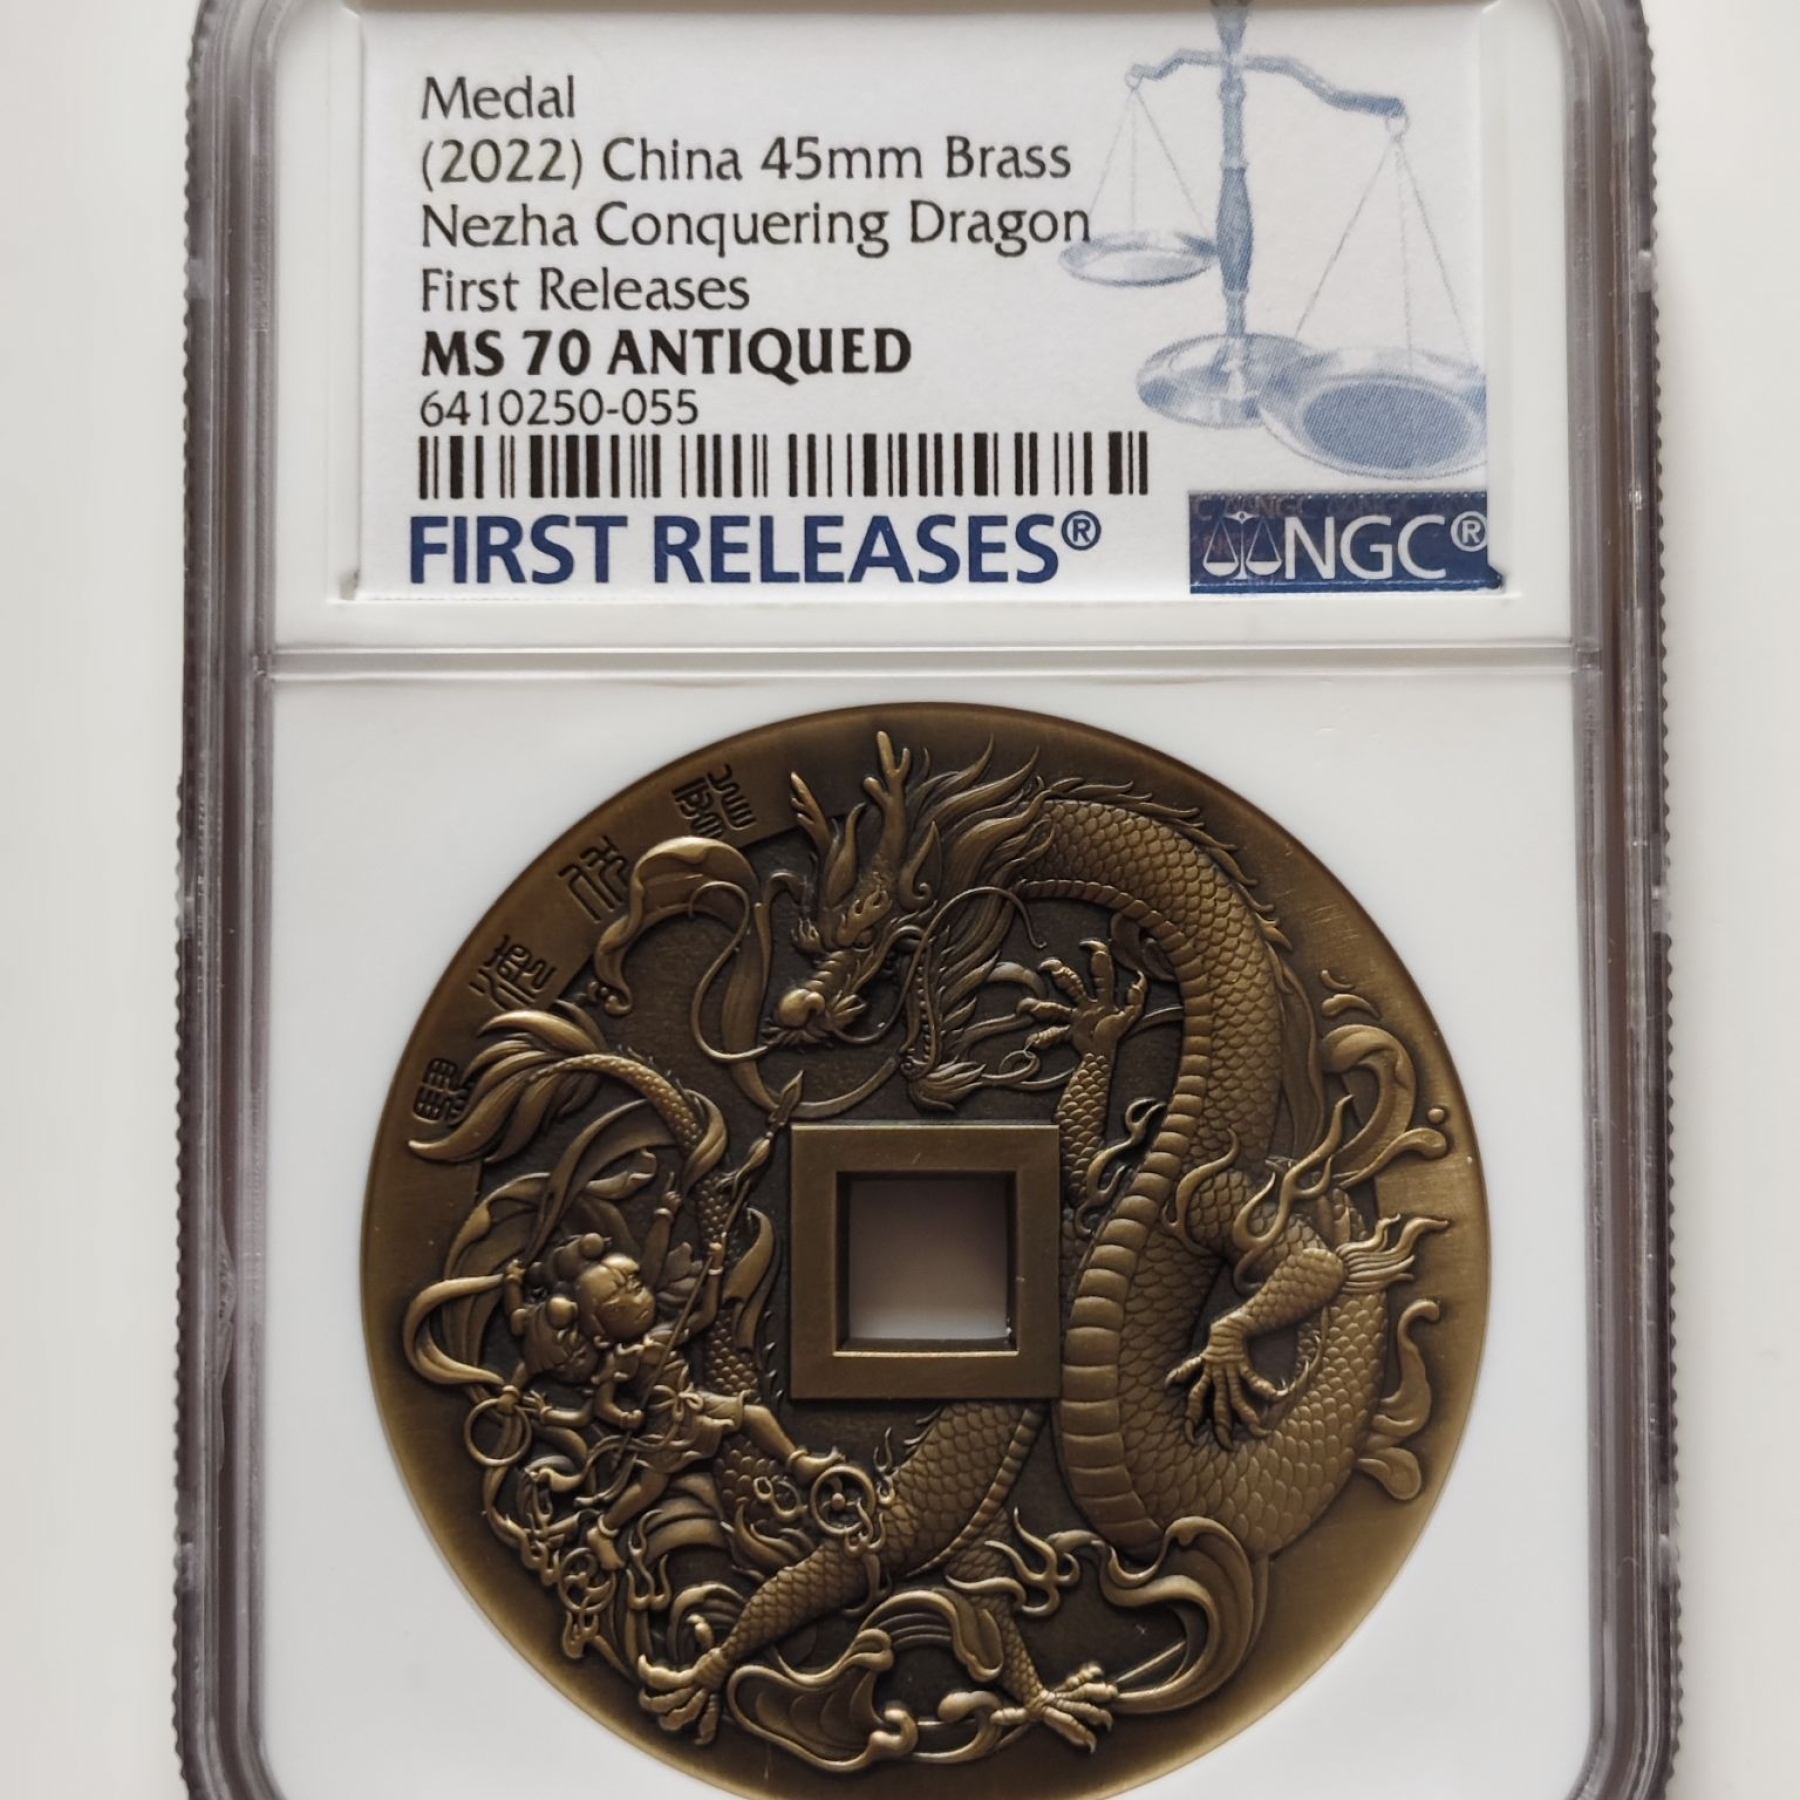 Medal
(2022) China 45mm Brass
Nezha Conquering Dragon
First Releases
MS 70 ANTIQUED
6410250-055
FIRST RELEASES®
NGC®